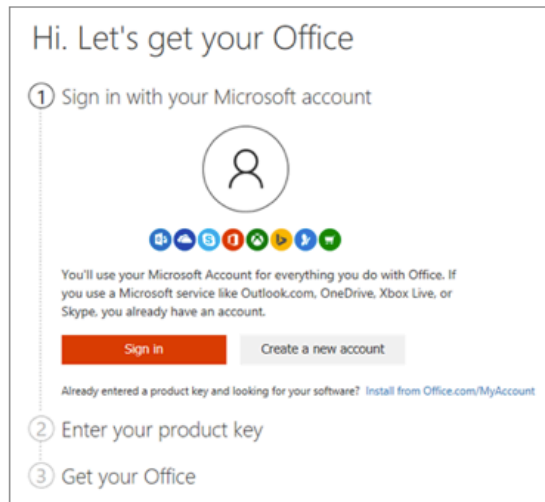 Hi. Let's get your Office
1 Sign in with your Microsoft account
You'll use your Microsoft Account for everything you do with Office. If
you use a Microsoft service like Outlook.com, OneDrive, Xbox Live, or
Skype, you already have an account.
Sign in Create a new account
Already entered a product key and looking for your software? Install from Office.com/MyAccount
2 Enter your product key
3 Get your Office